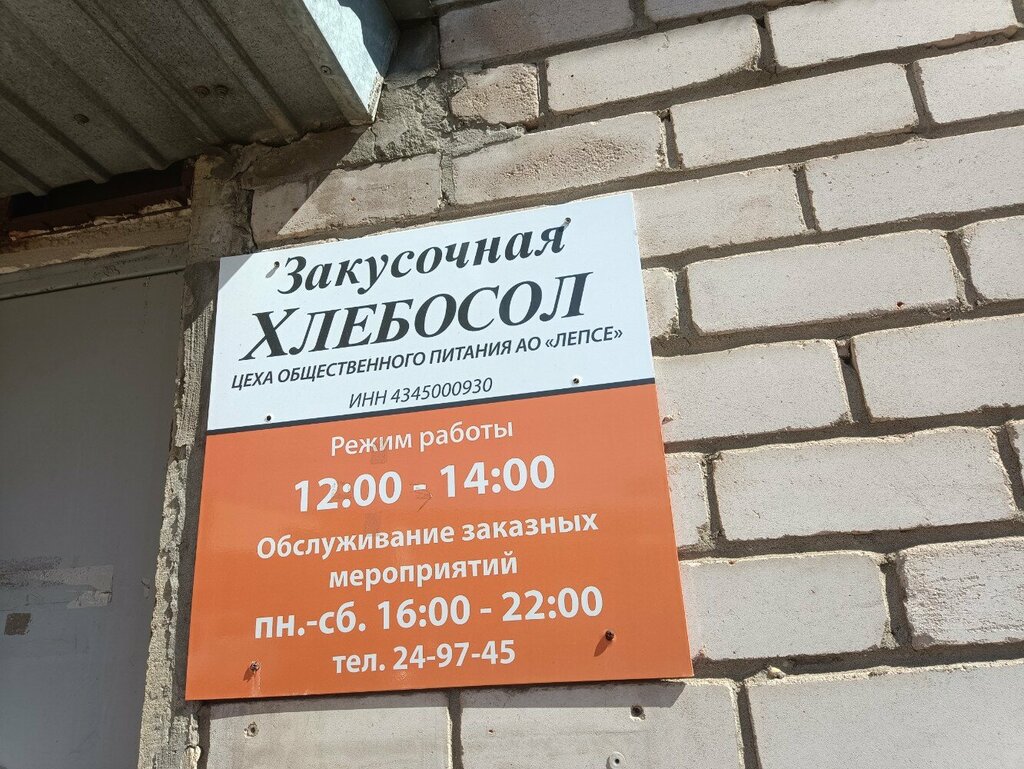 Закусочная
ХЛЕБОСОЛ
ЦЕХА ОБЩЕСТВЕННОГО ПИТАНИЯ АО «ЛЕПСЕ»
ИНН 4345000930
Режим работы
12:00 - 14:00
Обслуживание заказных
мероприятий
пн.-сб. 16:00 - 22:00
тел. 24-97-45